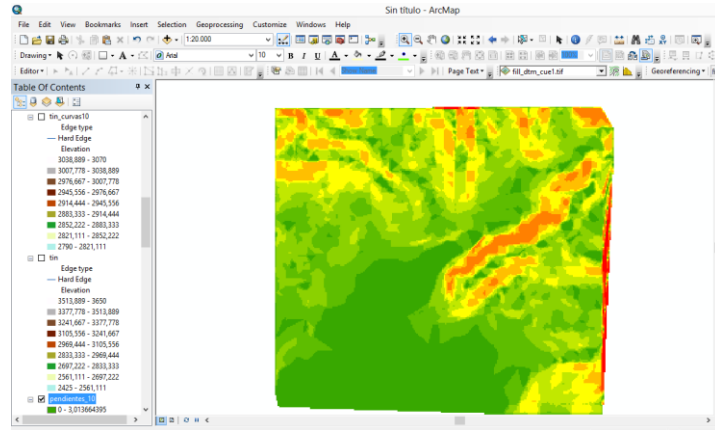 Sin título - ArcMap
File Edit View Bookmarks Insert Selection Geoprocessing Customize Windows Help
1:20.000
Drawing A Arial 10 B I U A
Editor Page Text fill_dtm_cue1.tif Georeferencing
Table Of Contents
tin_curvas10
Edge type
Hard Edge
Elevation
3038,889 - 3070
3007,778 - 3038,889
2976,667 - 3007,778
2945,556 - 2976,667
2914,444 - 2945,556
2883,333 - 2914,444
2852,222 - 2883,333
2821,111 - 2852,222
2790 - 2821,111
tin
Edge type
Hard Edge
Elevation
3513,889 - 3650
3377,778 - 3513,889
3241,667 - 3377,778
3105,556 - 3241,667
2969,444 - 3105,556
2833,333 - 2969,444
2697,222 - 2833,333
2561,111 - 2697,222
2425 - 2561,111
pendientes_10
0 - 3,013664395